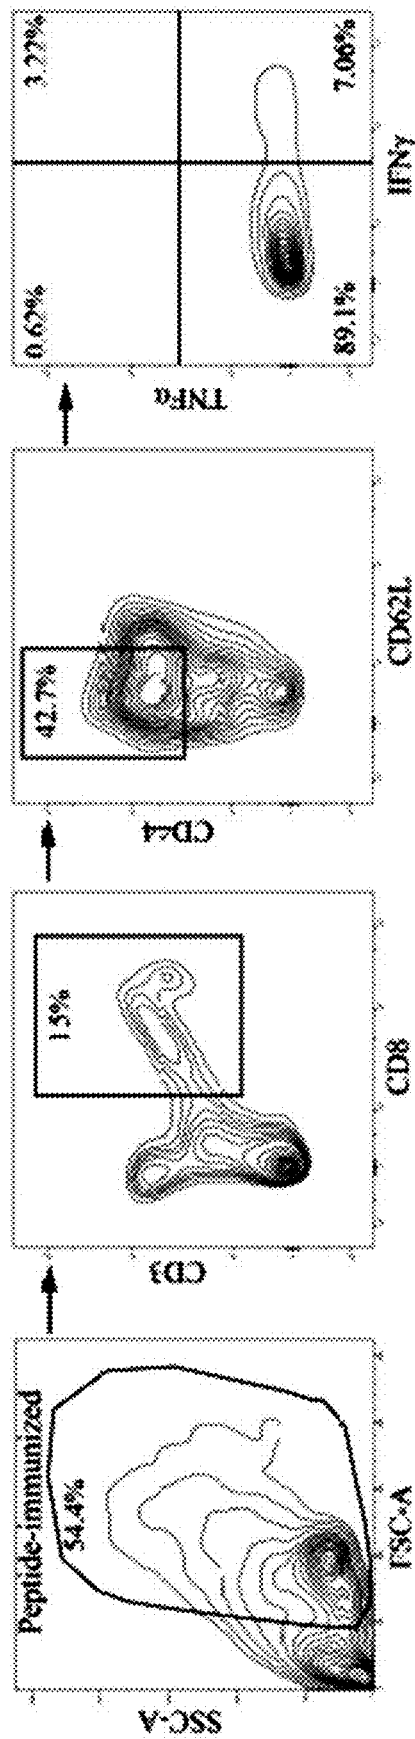 Peptide-immunized
54.4%
SSC-A
FSC-A
15%
CD3
CD8
42.7%
CD44
CD62L
0.62%
3.22%
89.1%
7.06%
TNFα
IFNγ